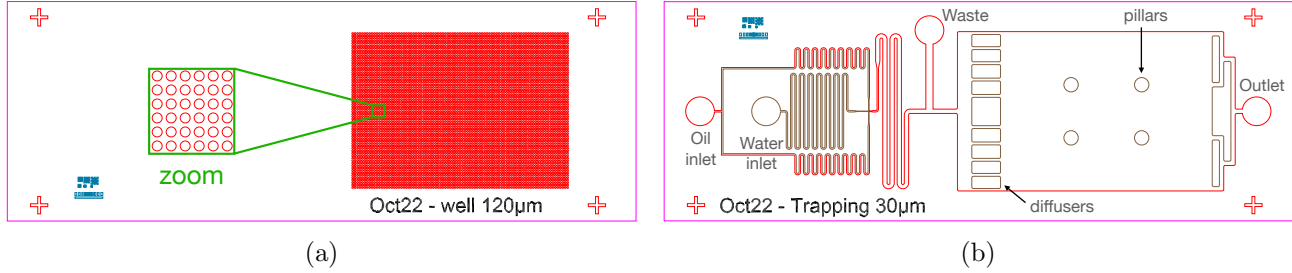 zoom
Oct22 - well 120µm
(a)
Waste
pillars
Outlet
Oil
inlet
Water
inlet
Oct22 - Trapping 30µm
diffusers
(b)